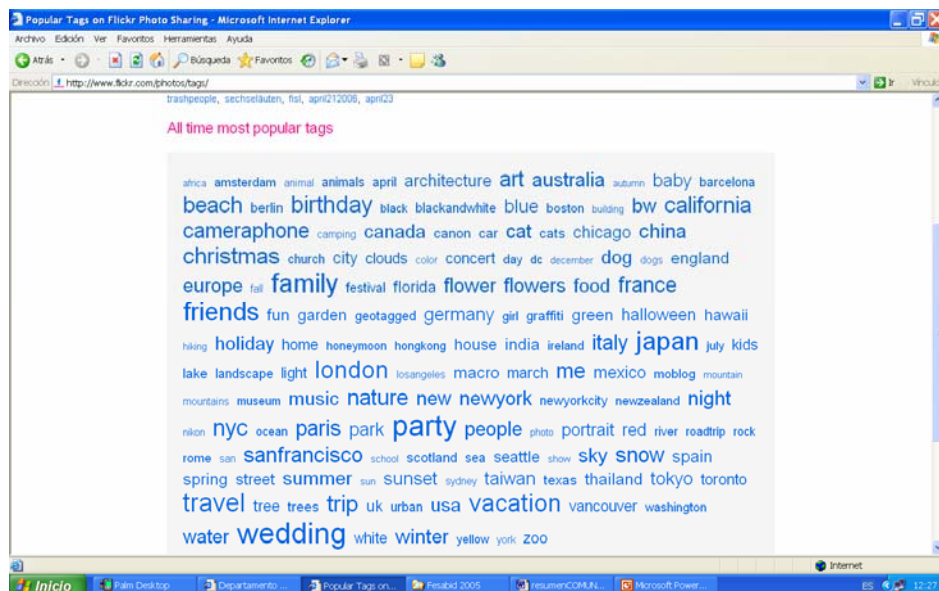 Popular Tags on Flickr Photo Sharing - Microsoft Internet Explorer
Archivo Edición Ver Favoritos Herramientas Ayuda
Atrás Búsqueda Favoritos
Dirección http://www.flickr.com/photos/tags/ Ir Vínculos
trashpeople, sechseläuten, fisl, april212006, april23
All time most popular tags
africa amsterdam animal animals april architecture art australia autumn baby barcelona
beach berlin birthday black blackandwhite blue boston building bw california
cameraphone camping canada canon car cat cats chicago china
christmas church city clouds color concert day dc december dog dogs england
europe fall family festival florida flower flowers food france
friends fun garden geotagged germany girl graffiti green halloween hawaii
hiking holiday home honeymoon hongkong house india ireland italy japan july kids
lake landscape light london losangeles macro march me mexico moblog mountain
mountains museum music nature new newyork newyorkcity newzealand night
nikon nyc ocean paris park party people photo portrait red river roadtrip rock
rome san sanfrancisco school scotland sea seattle show sky snow spain
spring street summer sun sunset sydney taiwan texas thailand tokyo toronto
travel tree trees trip uk urban usa vacation vancouver washington
water wedding white winter yellow york zoo
Internet
Inicio Palm Desktop Departamento ... Popular Tags on... Fesabid 2005 resumenCOMUN... Microsoft Power... ES 12:27